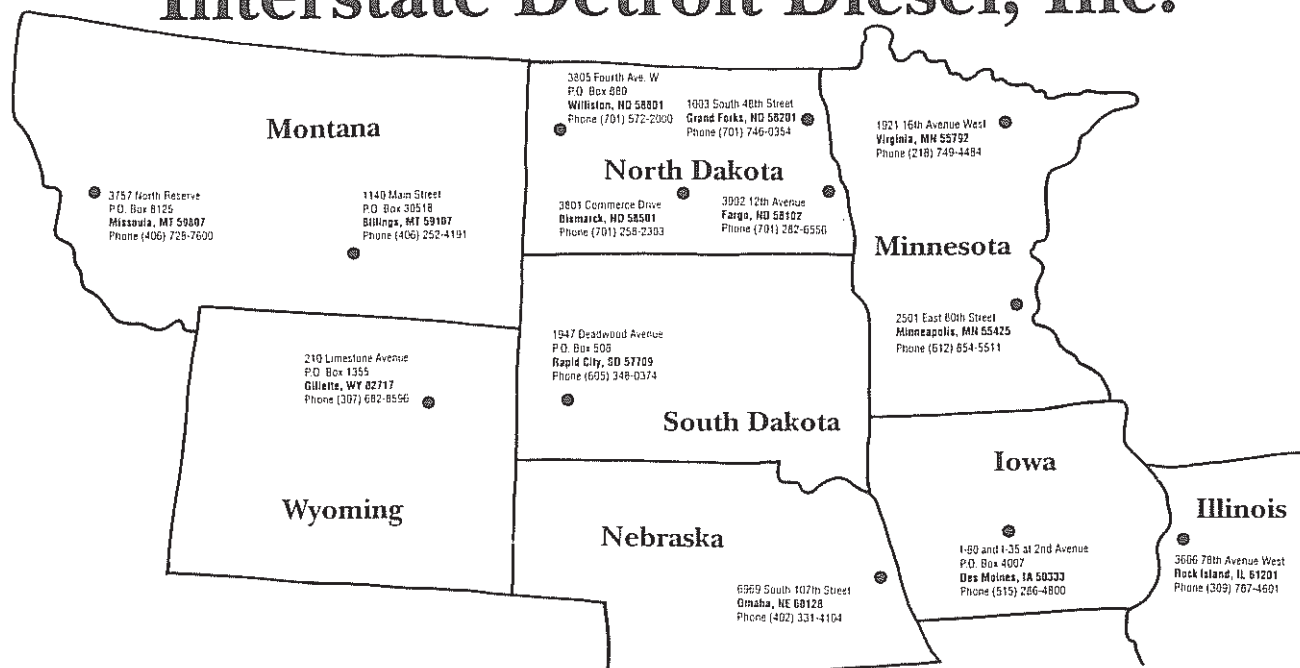 Interstate Detroit Diesel, Inc.
Montana
3757 North Reserve
P.O. Box 8125
Missoula, MT 59807
Phone (406) 728-7600
1140 Main Street
P.O. Box 30518
Billings, MT 59107
Phone (406) 252-4191
3805 Fourth Ave. W
P.O. Box 880
Williston, ND 58801
Phone (701) 572-2000
1003 South 48th Street
Grand Forks, ND 58201
Phone (701) 746-0354
North Dakota
3801 Commerce Drive
Bismarck, ND 58501
Phone (701) 258-2303
3902 12th Avenue
Fargo, ND 58102
Phone (701) 282-6556
1921 16th Avenue West
Virginia, MN 55792
Phone (218) 749-4484
Minnesota
2501 East 80th Street
Minneapolis, MN 55425
Phone (612) 854-5511
210 Limestone Avenue
P.O. Box 1355
Gillette, WY 82717
Phone (307) 682-8596
Wyoming
1947 Deadwood Avenue
P.O. Box 508
Rapid City, SD 57709
Phone (605) 348-0374
South Dakota
Nebraska
6969 South 107th Street
Omaha, NE 68128
Phone (402) 331-4104
Iowa
I-80 and I-35 at 2nd Avenue
P.O. Box 4007
Des Moines, IA 50333
Phone (515) 286-4800
Illinois
3606 78th Avenue West
Rock Island, IL 61201
Phone (309) 787-4601